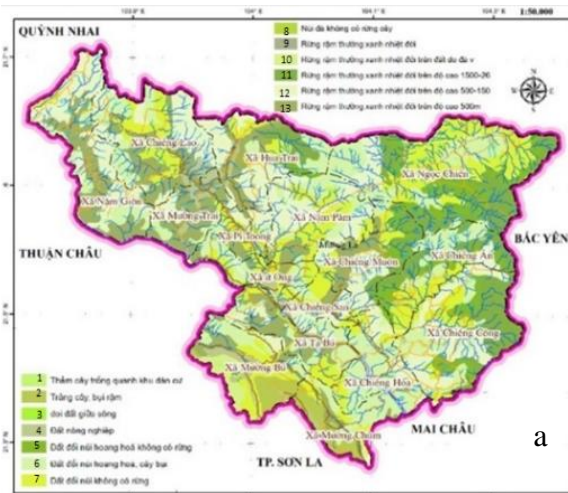 QUỲNH NHAI
1:50.000
8 Núi đá không có rừng cây
9 Rừng rậm thường xanh nhiệt đới
10 Rừng rậm thường xanh nhiệt đới trên đất do đá v
11 Rừng rậm thường xanh nhiệt đới trên độ cao 1500-26
12 Rừng rậm thường xanh nhiệt đới trên độ cao 500-150
13 Rừng rậm thường xanh nhiệt đới trên độ cao 500m
N
S
Xã Chiềng Lao
Xã Hua Trai
Xã Ngọc Chiến
Xã Nặm Giôn
Xã Mường Trai
Xã Nặm Păm
Xã Pi Toong
BẮC YÊN
THUẬN CHÂU
Xã Chiềng Muôn
Xã Chiềng Ân
Xã ít Ong
Xã Chiềng San
Xã Chiềng Công
Xã Tạ Bú
Xã Mường Bú
Xã Chiềng Hoa
Xã Mường Chùm
MAI CHÂU
TP. SƠN LA
a
1 Thảm cây trồng quanh khu dân cư
2 Trảng cây, bụi rậm
3 doi đất giữa sông
4 Đất nông nghiệp
5 Đất đồi núi hoang hoá không có rừng
6 Đất đồi núi hoang hoá, cây bụi
7 Đất đồi núi không có rừng